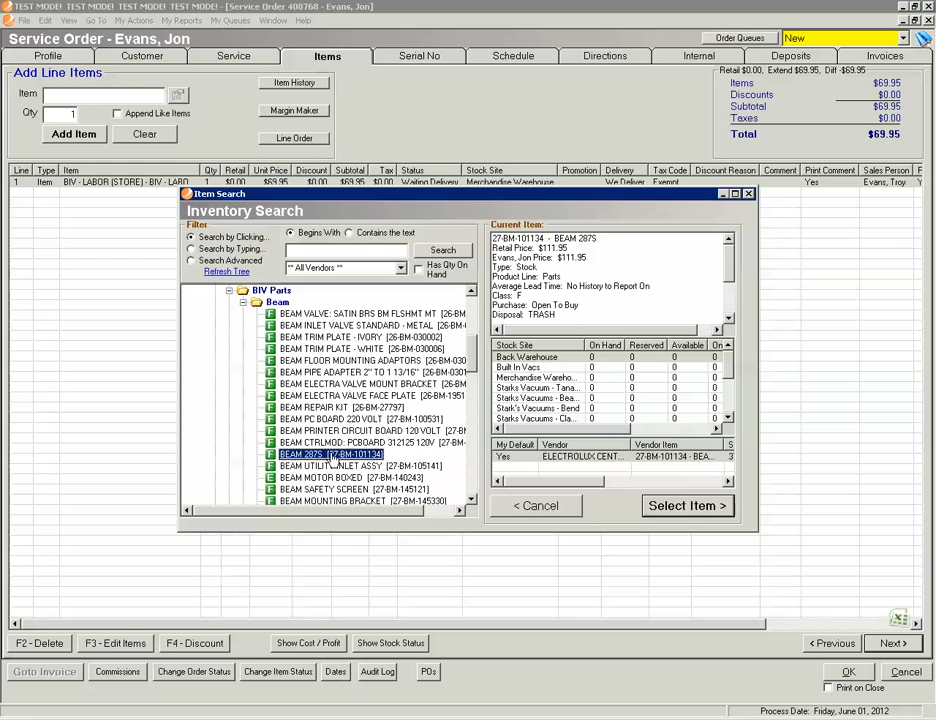 TEST MODE! TEST MODE! TEST MODE! TEST MODE! TEST MODE! - [Service Order 408768 - Evans, Jon]
File Edit View Go To My Actions My Reports My Queues Window Help
Service Order - Evans, Jon
Order Queues
New
Profile Customer Service Items Serial No Schedule Directions Internal Deposits Invoices
Add Line Items
Item
Qty 1
Append Like Items
Add Item
Clear
Item History
Margin Maker
Line Order
Retail $0.00, Extend $69.95, Diff -$69.95
Items $69.95
Discounts $0.00
Subtotal $69.95
Taxes $0.00
Total $69.95
Line Type Item Qty Retail Unit Price Discount Subtotal Tax Status Stock Site Promotion Delivery Tax Code Discount Reason Comment Print Comment Sales Person
1 Item BIV - LABOR (STORE) - BIV - LABO 1 $0.00 $69.95 $0.00 $69.95 $0.00 Waiting Delivery Merchandise Warehouse We Deliver Exempt Yes Evans, Troy
Item Search
Inventory Search
Filter
Search by Clicking...
Search by Typing...
Search Advanced
Refresh Tree
Begins With
Contains the text
Search
** All Vendors **
Has Qty On
Hand
BIV Parts
Beam
BEAM VALVE: SATIN BRS BM FLSHMT MT [2
BEAM INLET VALVE STANDARD - METAL [26-BM
BEAM TRIM PLATE - IVORY [26-BM-030002]
BEAM TRIM PLATE - WHITE [26-BM-030006]
BEAM FLOOR MOUNTING ADAPTORS [26-BM-030
BEAM PIPE ADAPTER 2" TO 1 13/16" [26-BM-031
BEAM ELECTRA VALVE MOUNT BRACKET [26-BM
BEAM ELECTRA VALVE FACE PLATE [26-BM-1951
BEAM REPAIR KIT [26-BM-27797]
BEAM PC BOARD 220 VOLT [27-BM-100531]
BEAM PRINTER CIRCUIT BOARD 120 VOLT [27-BM
BEAM CTRLMOD: PCBOARD 312125 120V [27-BM-
BEAM 287S [27-BM-101134]
BEAM UTILITY INLET ASSY [27-BM-105141]
BEAM MOTOR BOXED [27-BM-140243]
BEAM SAFETY SCREEN [27-BM-145121]
BEAM MOUNTING BRACKET [27-BM-145330]
Current Item:
27-BM-101134 - BEAM 287S
Retail Price: $111.95
Evans, Jon Price: $111.95
Type: Stock
Product Line: Parts
Average Lead Time: No History to Report On
Class: F
Purchase: Open To Buy
Disposal: TRASH
Stock Site On Hand Reserved Available On
Back Warehouse 0 0 0 0
Built In Vacs 0 0 0 0
Merchandise Wareho... 0 0 0 0
Starks Vacuum - Tana... 0 0 0 0
Starks Vacuums - Bea... 0 0 0 0
Stark's Vacuums - Bend 0 0 0 0
Starks Vacuums - Cla... 0 0 0 0
My Default Vendor Vendor Item S
Yes ELECTROLUX CENT... 27-BM-101134 - BEA... 3
< Cancel
Select Item >
F2 - Delete
F3 - Edit Items
F4 - Discount
Show Cost / Profit
Show Stock Status
< Previous
Next >
Goto Invoice
Commissions
Change Order Status
Change Item Status
Dates
Audit Log
POs
OK
Cancel
Print on Close
Process Date: Friday, June 01, 2012